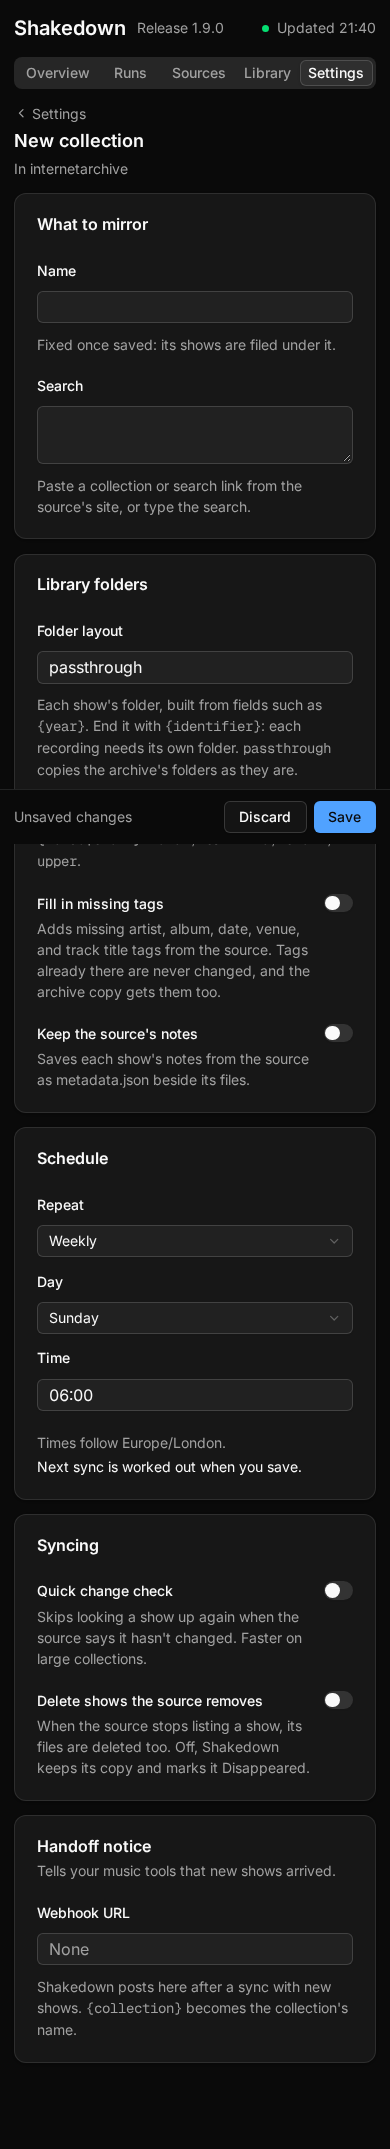 Shakedown Release 1.9.0 Updated 21:40
Overview Runs Sources Library Settings
Settings
New collection
In internetarchive
What to mirror
Name
Fixed once saved: its shows are filed under it.
Search
Paste a collection or search link from the
source's site, or type the search.
Library folders
Folder layout
passthrough
Each show's folder, built from fields such as
{year}. End it with {identifier}: each
recording needs its own folder. passthrough
copies the archive's folders as they are.
Unsaved changes Discard Save
upper.
Fill in missing tags
Adds missing artist, album, date, venue,
and track title tags from the source. Tags
already there are never changed, and the
archive copy gets them too.
Keep the source's notes
Saves each show's notes from the source
as metadata.json beside its files.
Schedule
Repeat
Weekly
Day
Sunday
Time
06:00
Times follow Europe/London.
Next sync is worked out when you save.
Syncing
Quick change check
Skips looking a show up again when the
source says it hasn't changed. Faster on
large collections.
Delete shows the source removes
When the source stops listing a show, its
files are deleted too. Off, Shakedown
keeps its copy and marks it Disappeared.
Handoff notice
Tells your music tools that new shows arrived.
Webhook URL
None
Shakedown posts here after a sync with new
shows. {collection} becomes the collection's
name.